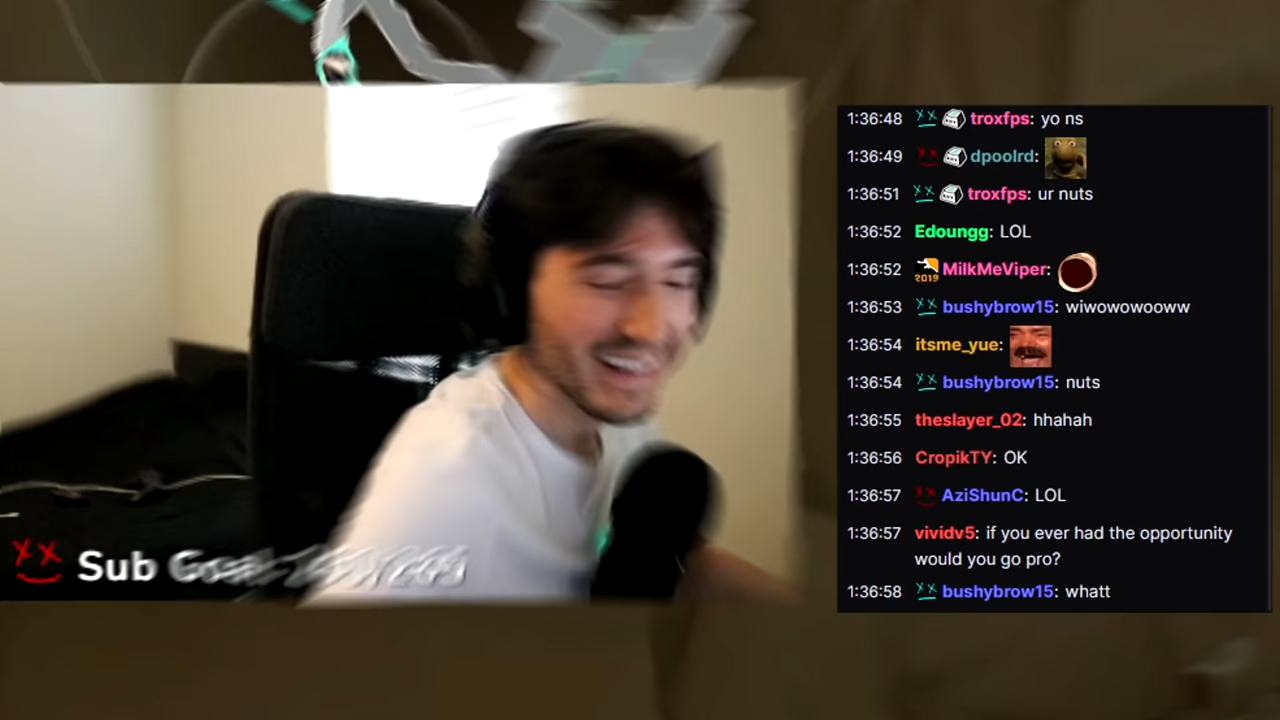 1:36:48 troxfps: yo ns
1:36:49 dpoolrd:
1:36:51 troxfps: ur nuts
1:36:52 Edoungg: LOL
1:36:52 2019 MilkMeViper:
1:36:53 bushybrow15: wiwowowooww
1:36:54 itsme_yue:
1:36:54 bushybrow15: nuts
1:36:55 theslayer_02: hhahah
1:36:56 CropikTY: OK
1:36:57 AziShunC: LOL
1:36:57 vividv5: if you ever had the opportunity
would you go pro?
1:36:58 bushybrow15: whatt
Sub Goal: